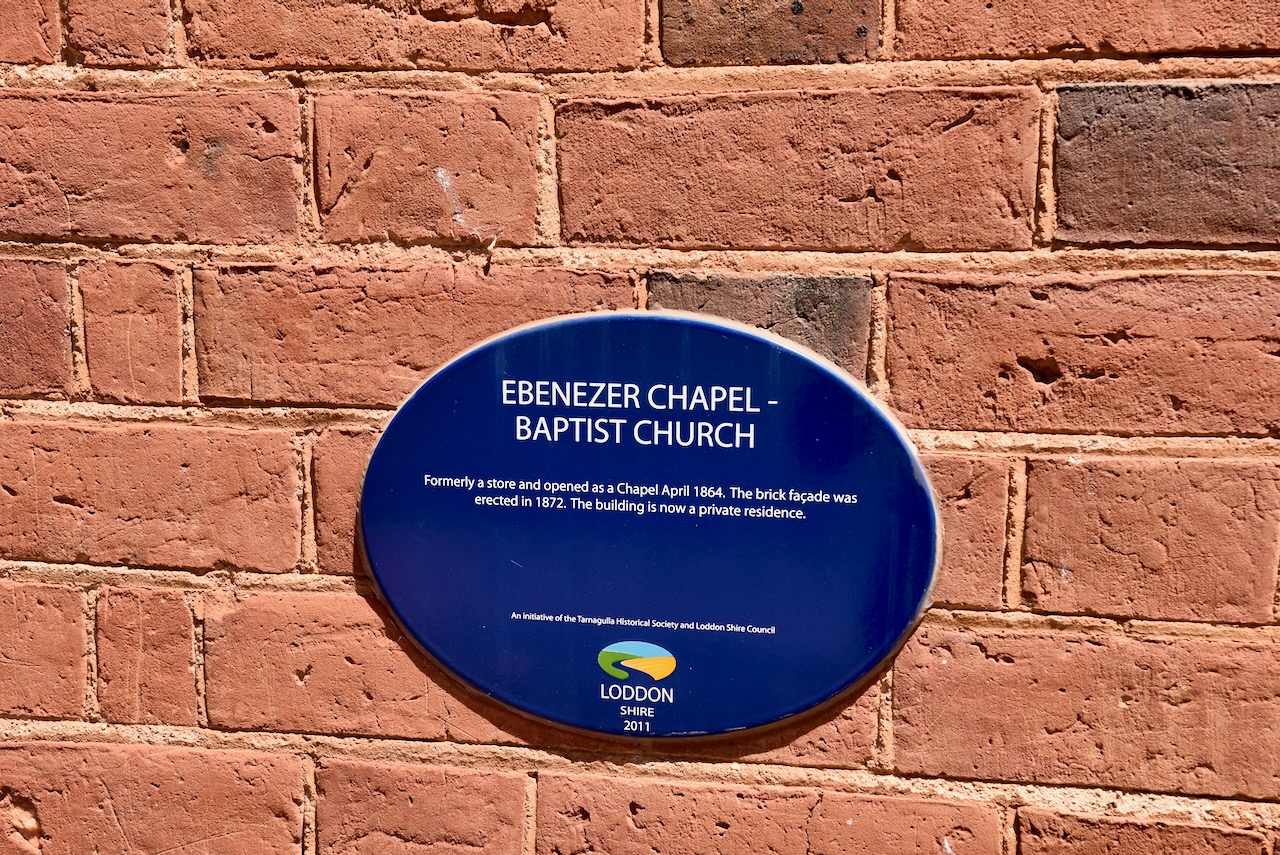 EBENEZER CHAPEL -
BAPTIST CHURCH
Formerly a store and opened as a Chapel April 1864. The brick façade was
erected in 1872. The building is now a private residence.
An initiative of the Tarnagulla Historical Society and Loddon Shire Council
LODDON
SHIRE
2011